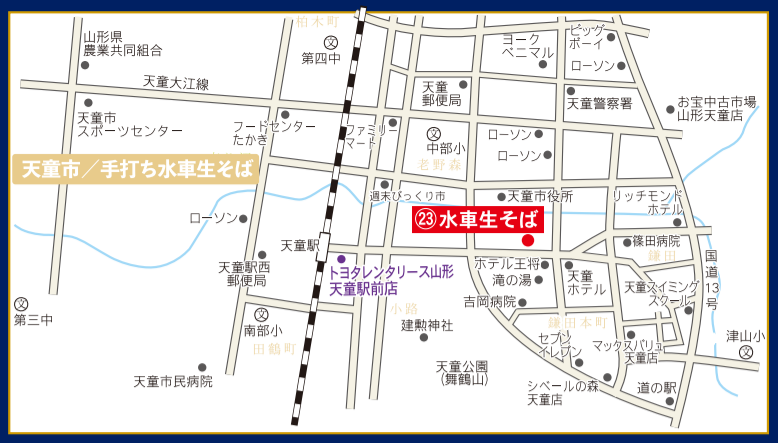 柏木町
山形県
農業共同組合
第四中
ヨーク
ベニマル
ビッグ
ボーイ
ローソン
天童大江線
天童
郵便局
天童警察署
お宝中古市場
山形天童店
天童市
スポーツセンター
フードセンター
たかき
ファミリー
マート
中部小
ローソン
ローソン
老野森
天童市/手打ち水車生そば
週末びっくり市
天童市役所
リッチモンド
ホテル
ローソン
㉓水車生そば
天童駅
篠田病院
鎌田
国道13号
天童駅西
郵便局
トヨタレンタリース山形
天童駅前店
ホテル王将
滝の湯
天童
ホテル
天童スイミング
スクール
吉岡病院
第三中
小路
南部小
建勲神社
鎌田本町
田鶴町
セブン
イレブン
マックスバリュ
天童店
津山小
天童公園
(舞鶴山)
天童市民病院
シベールの森
天童店
道の駅
文
文
文
文
文